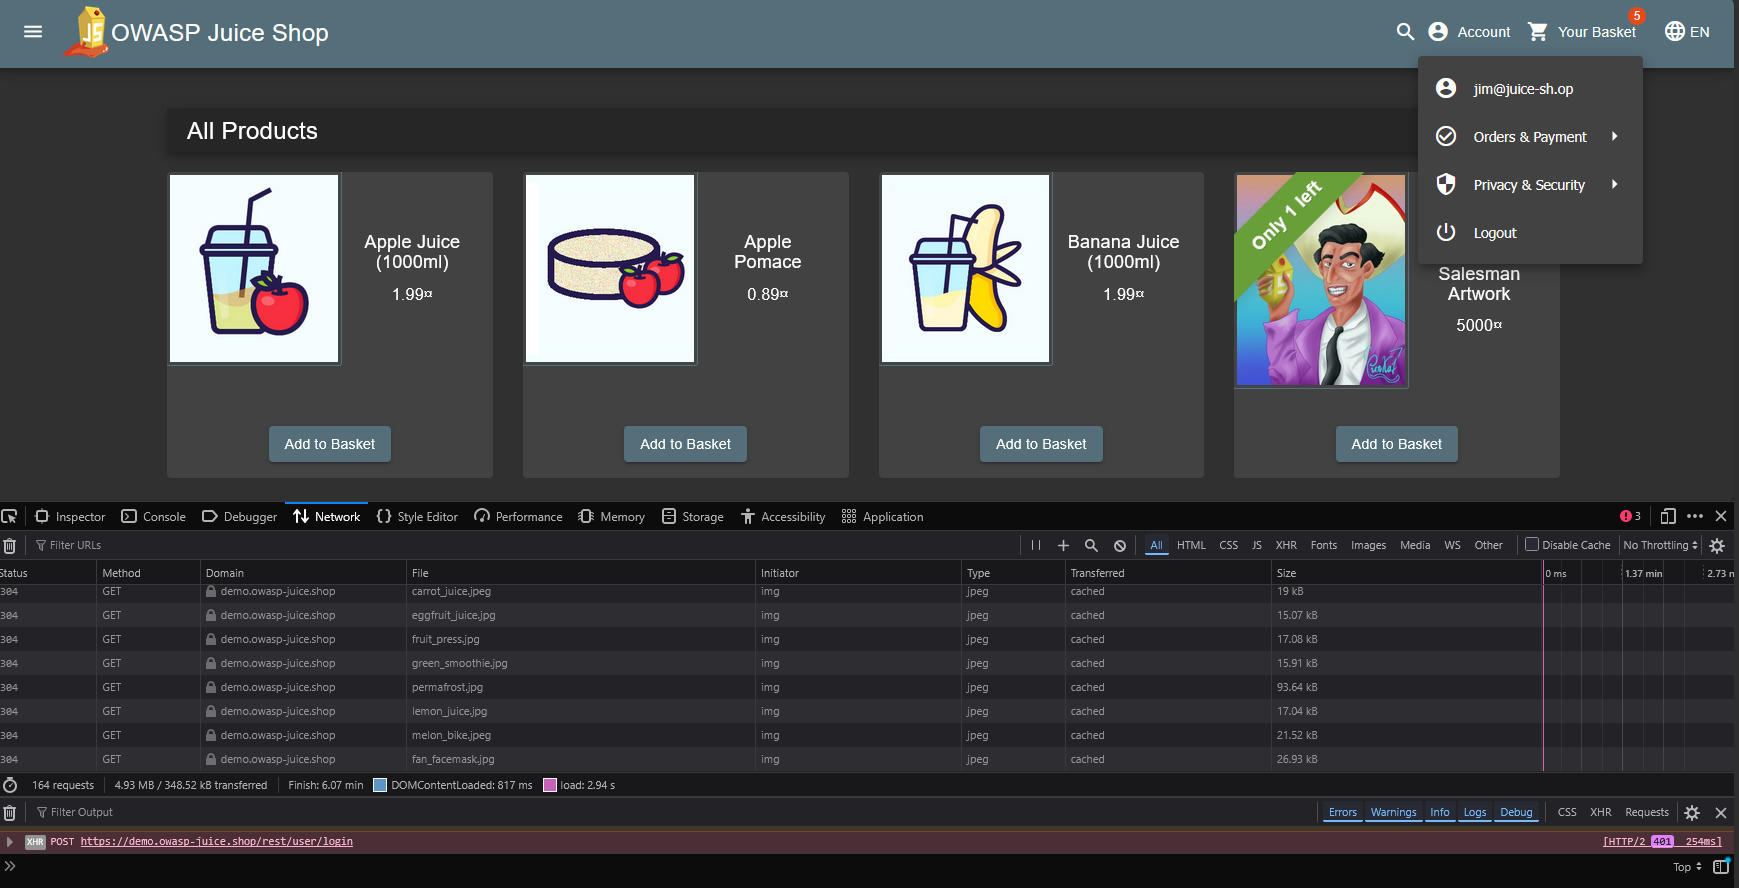 OWASP Juice Shop
Account
Your Basket
5
EN
jim@juice-sh.op
Orders & Payment
Privacy & Security
Logout
All Products
Apple Juice
(1000ml)
1.99¤
Add to Basket
Apple
Pomace
0.89¤
Add to Basket
Banana Juice
(1000ml)
1.99¤
Add to Basket
Only 1 left
Salesman
Artwork
5000¤
Add to Basket
Inspector Console Debugger Network Style Editor Performance Memory Storage Accessibility Application 3
Filter URLs All HTML CSS JS XHR Fonts Images Media WS Other Disable Cache No Throttling
Status Method Domain File Initiator Type Transferred Size 0 ms 1.37 min 2.73 m
304 GET demo.owasp-juice.shop carrot_juice.jpeg img jpeg cached 19 kB
304 GET demo.owasp-juice.shop eggfruit_juice.jpg img jpeg cached 15.07 kB
304 GET demo.owasp-juice.shop fruit_press.jpg img jpeg cached 17.08 kB
304 GET demo.owasp-juice.shop green_smoothie.jpg img jpeg cached 15.91 kB
304 GET demo.owasp-juice.shop permafrost.jpg img jpeg cached 93.64 kB
304 GET demo.owasp-juice.shop lemon_juice.jpg img jpeg cached 17.04 kB
304 GET demo.owasp-juice.shop melon_bike.jpeg img jpeg cached 21.52 kB
304 GET demo.owasp-juice.shop fan_facemask.jpg img jpeg cached 26.93 kB
164 requests 4.93 MB / 348.52 kB transferred Finish: 6.07 min DOMContentLoaded: 817 ms load: 2.94 s
Filter Output Errors Warnings Info Logs Debug CSS XHR Requests
XHR POST https://demo.owasp-juice.shop/rest/user/login [HTTP/2 401 254ms]
Top